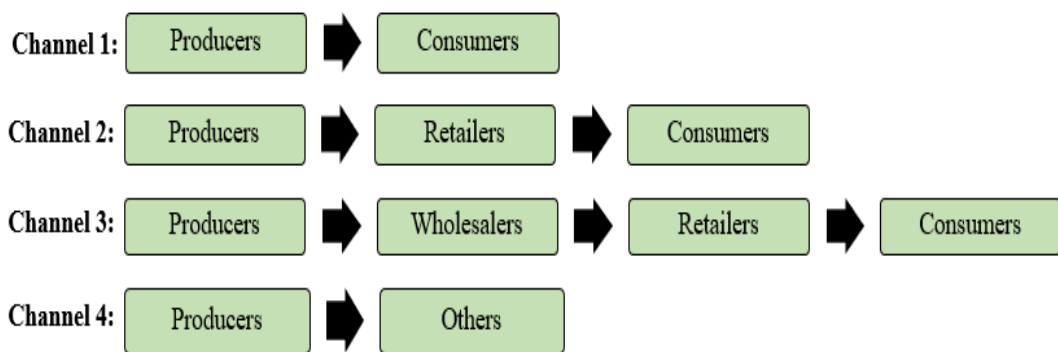 Channel 1: Producers Consumers
Channel 2: Producers Retailers Consumers
Channel 3: Producers Wholesalers Retailers Consumers
Channel 4: Producers Others